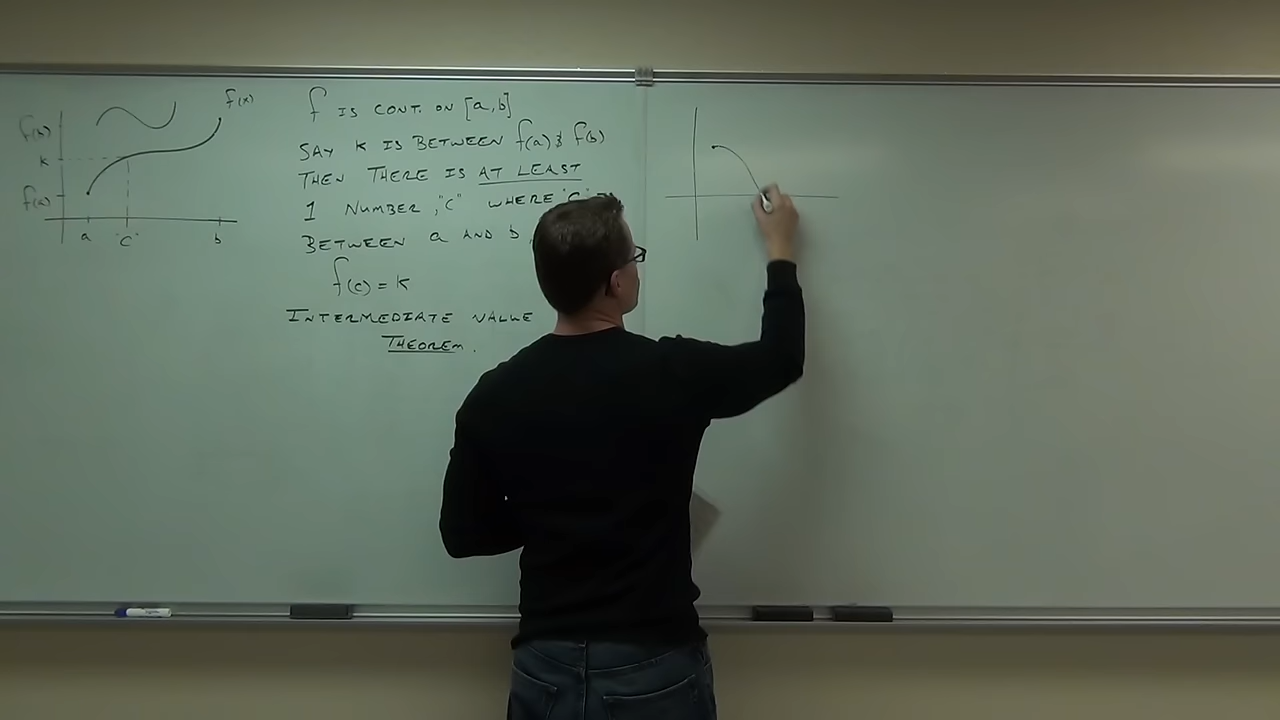 f(x)
f(b)
k
f(a)
a "C" b
f IS CONT. ON [a,b]
SAY K IS BETWEEN f(a) & f(b)
THEN THERE IS AT LEAST
1 NUMBER, "C" WHERE "C"
BETWEEN a AND b
f(c) = K
INTERMEDIATE VALUE
THEOREM.